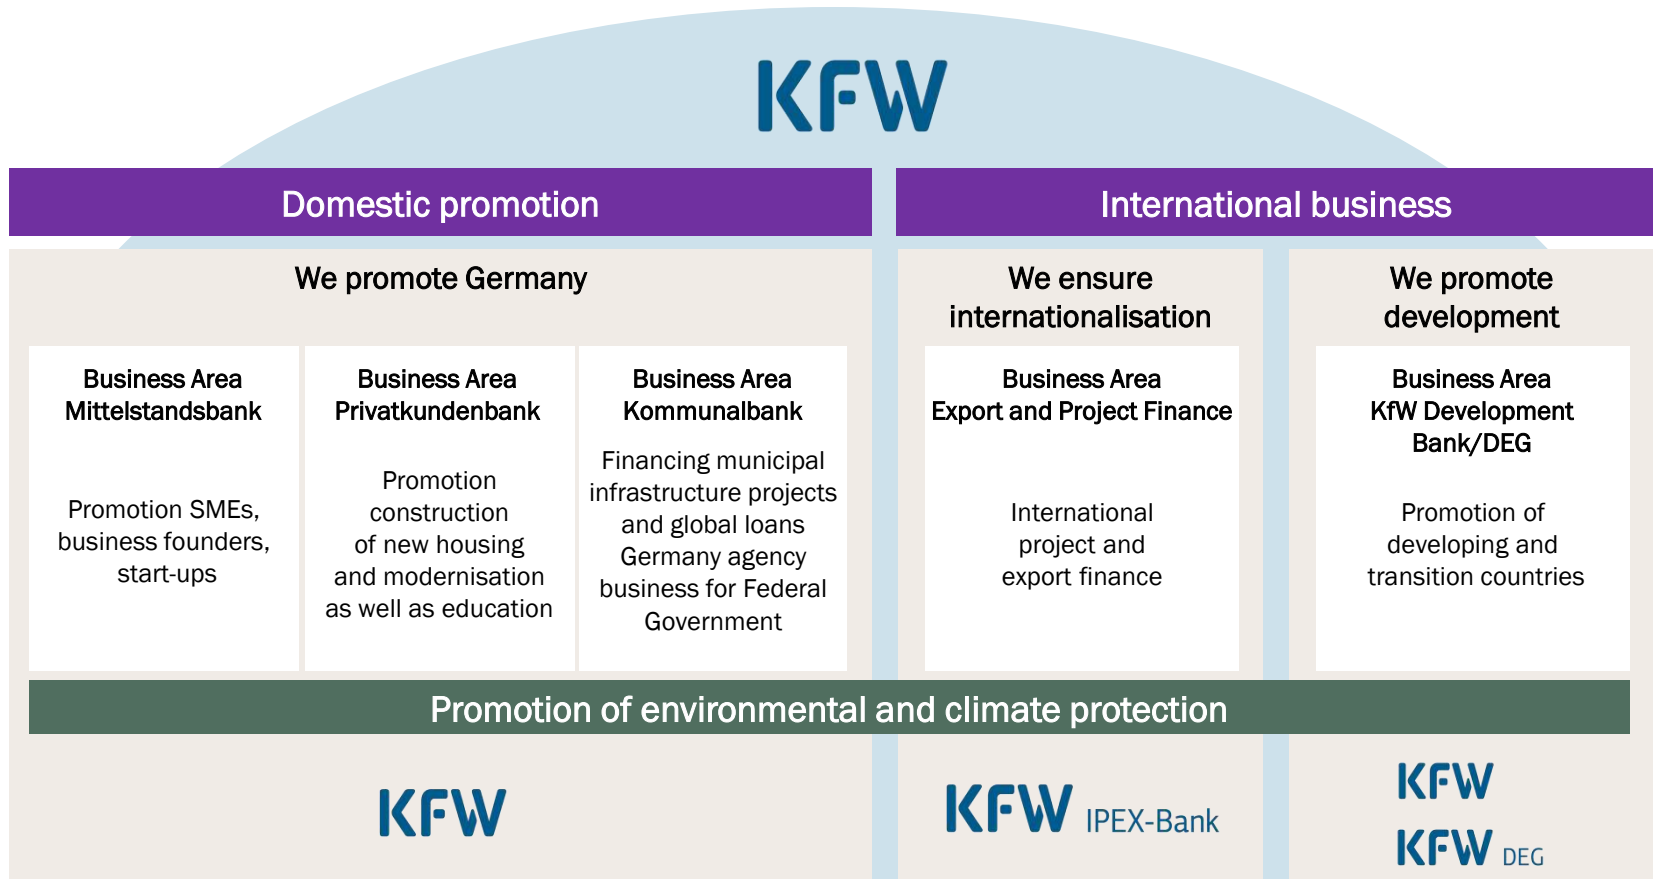 KFW
Domestic promotion
International business
We promote Germany
Business Area
Mittelstandsbank
Promotion SMEs,
business founders,
start-ups
Business Area
Privatkundenbank
Promotion
construction
of new housing
and modernisation
as well as education
Business Area
Kommunalbank
Financing municipal
infrastructure projects
and global loans
Germany agency
business for Federal
Government
We ensure
internationalisation
Business Area
Export and Project Finance
International
project and
export finance
We promote
development
Business Area
KfW Development
Bank/DEG
Promotion of
developing and
transition countries
Promotion of environmental and climate protection
KFW
KFW IPEX-Bank
KFW
KFW DEG